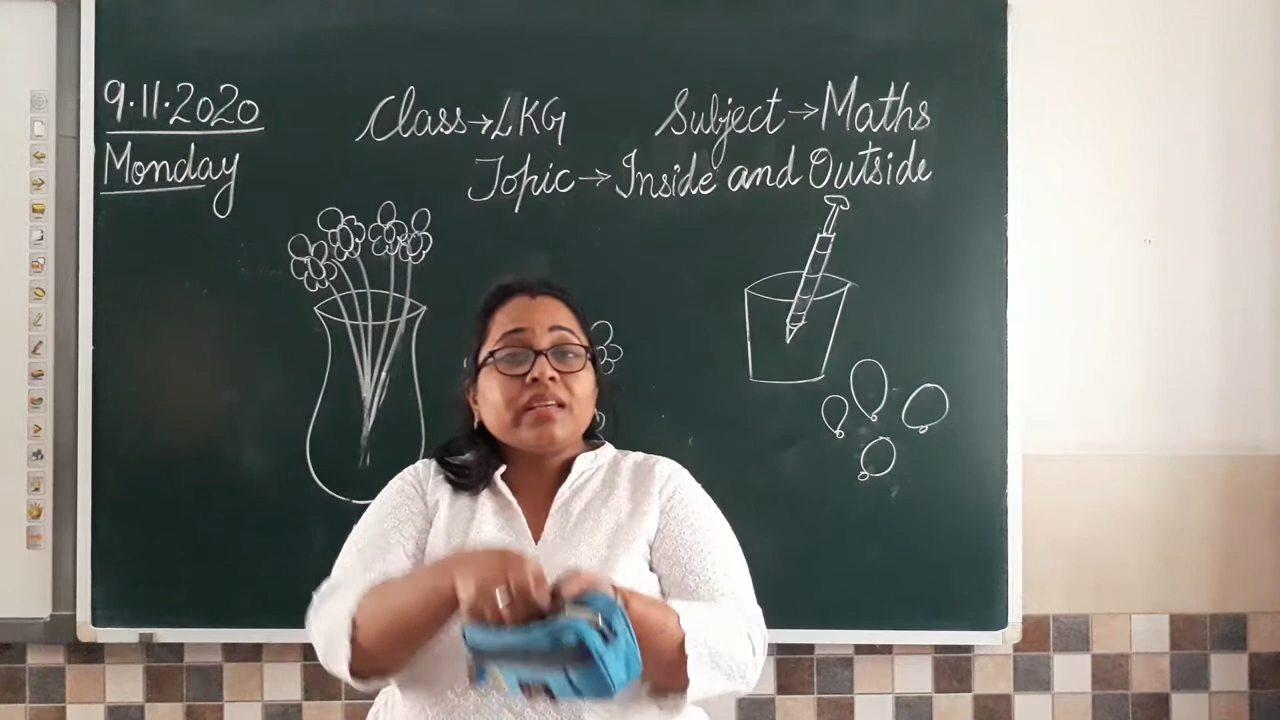 9.11.2020
Monday
Class→LKG
Subject→Maths
Topic→Inside and Outside